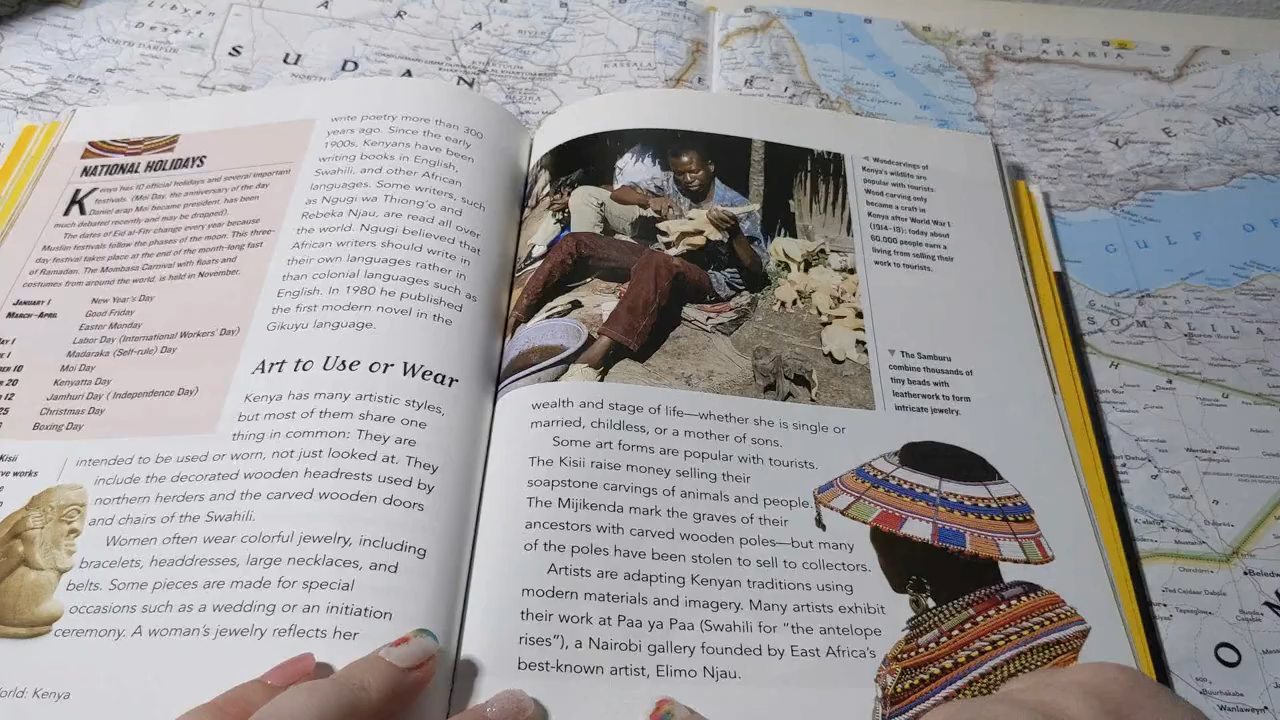 Libyan
Desert
NORTH DARFUR
A R A
S U D A N
KASSALA
SAUDI ARABIA
Y E M
GULF OF
SOMALILA
NATIONAL HOLIDAYS
Kenya has 10 official holidays and several important
festivals. (Moi Day, the anniversary of the day
Daniel arap Moi became president, has been
much debated recently and may be dropped).
The dates of Eid al-Fitr change every year because
Muslim festivals follow the phases of the moon. This three-
day festival takes place at the end of the month-long fast
of Ramadan. The Mombasa Carnival with floats and
costumes from around the world, is held in November.
JANUARY 1 New Year's Day
MARCH–APRIL Good Friday
Easter Monday
AY 1 Labor Day (International Workers' Day)
E 1 Madaraka (Self-rule) Day
ER 10 Moi Day
R 20 Kenyatta Day
12 Jamhuri Day ( Independence Day)
25 Christmas Day
Boxing Day
Kisii
ve works
write poetry more than 300
years ago. Since the early
1900s, Kenyans have been
writing books in English,
Swahili, and other African
languages. Some writers, such
as Ngugi wa Thiong'o and
Rebeka Njau, are read all over
the world. Ngugi believed that
African writers should write in
their own languages rather in
than colonial languages such as
English. In 1980 he published
the first modern novel in the
Gikuyu language.
Art to Use or Wear
Kenya has many artistic styles,
but most of them share one
thing in common: They are
intended to be used or worn, not just looked at. They
include the decorated wooden headrests used by
northern herders and the carved wooden doors
and chairs of the Swahili.
Women often wear colorful jewelry, including
bracelets, headdresses, large necklaces, and
belts. Some pieces are made for special
occasions such as a wedding or an initiation
ceremony. A woman's jewelry reflects her
orld: Kenya
Woodcarvings of
Kenya's wildlife are
popular with tourists.
Wood carving only
became a craft in
Kenya after World War I
(1914–18); today about
60,000 people earn a
living from selling their
work to tourists.
The Samburu
combine thousands of
tiny beads with
leatherwork to form
intricate jewelry.
wealth and stage of life—whether she is single or
married, childless, or a mother of sons.
Some art forms are popular with tourists.
The Kisii raise money selling their
soapstone carvings of animals and people.
The Mijikenda mark the graves of their
ancestors with carved wooden poles—but many
of the poles have been stolen to sell to collectors.
Artists are adapting Kenyan traditions using
modern materials and imagery. Many artists exhibit
their work at Paa ya Paa (Swahili for "the antelope
rises"), a Nairobi gallery founded by East Africa's
best-known artist, Elimo Njau.